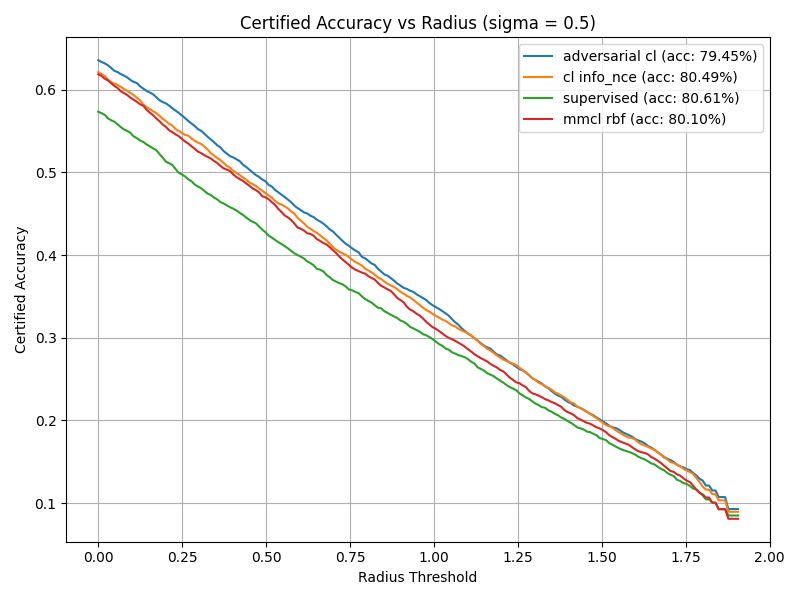 Certified Accuracy vs Radius (sigma = 0.5)
adversarial cl (acc: 79.45%)
cl info_nce (acc: 80.49%)
supervised (acc: 80.61%)
mmcl rbf (acc: 80.10%)
Certified Accuracy
0.6
0.5
0.4
0.3
0.2
0.1
0.00 0.25 0.50 0.75 1.00 1.25 1.50 1.75 2.00
Radius Threshold